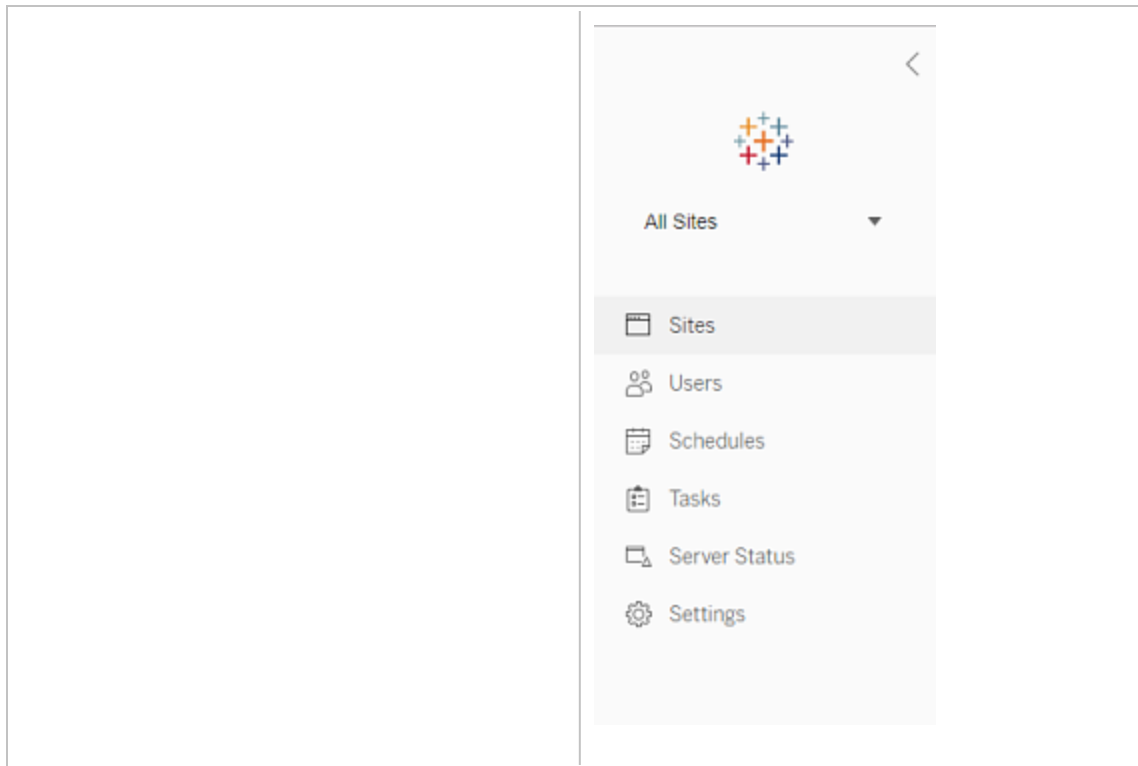 All Sites
Sites
Users
Schedules
Tasks
Server Status
Settings